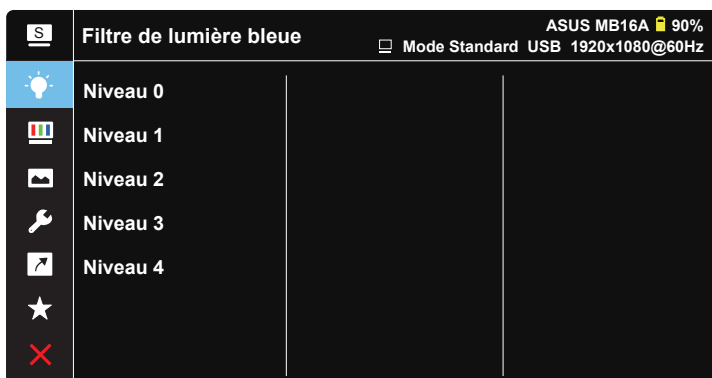 S
Filtre de lumière bleue
ASUS MB16A 90%
Mode Standard USB 1920x1080@60Hz
Niveau 0
Niveau 1
Niveau 2
Niveau 3
Niveau 4